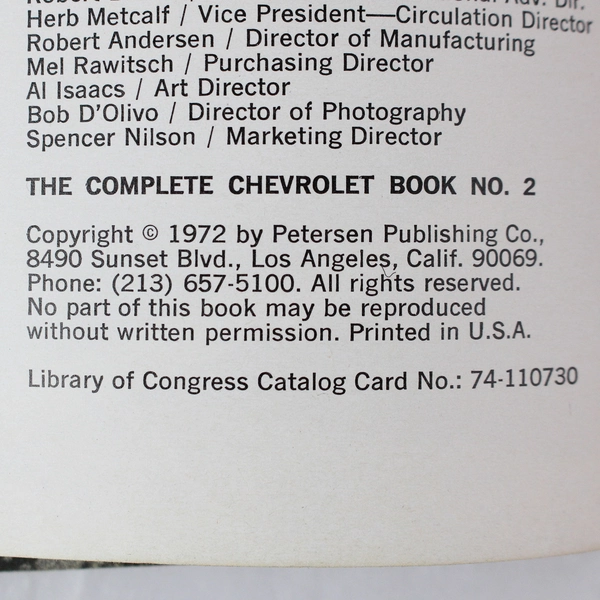 Adv. Dir.
Herb Metcalf / Vice President—Circulation Director
Robert Andersen / Director of Manufacturing
Mel Rawitsch / Purchasing Director
Al Isaacs / Art Director
Bob D'Olivo / Director of Photography
Spencer Nilson / Marketing Director
THE COMPLETE CHEVROLET BOOK NO. 2
Copyright © 1972 by Petersen Publishing Co.,
8490 Sunset Blvd., Los Angeles, Calif. 90069.
Phone: (213) 657-5100. All rights reserved.
No part of this book may be reproduced
without written permission. Printed in U.S.A.
Library of Congress Catalog Card No.: 74-110730